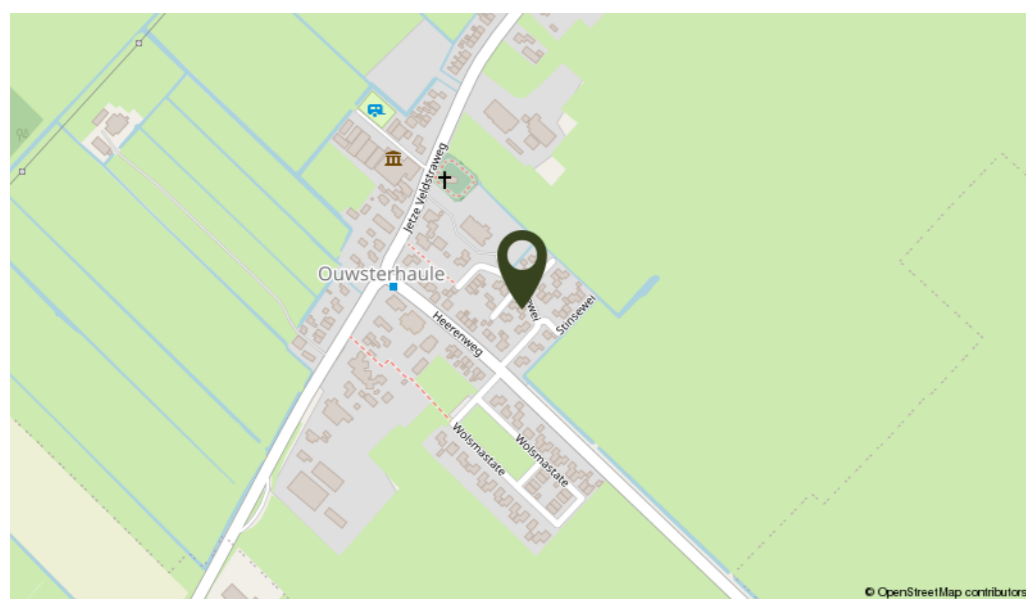 Jetze Veldstraweg
Ouwsterhaule
Stinsewei
Heerenweg
Wolsmastate
Wolsmastate
© OpenStreetMap contributors